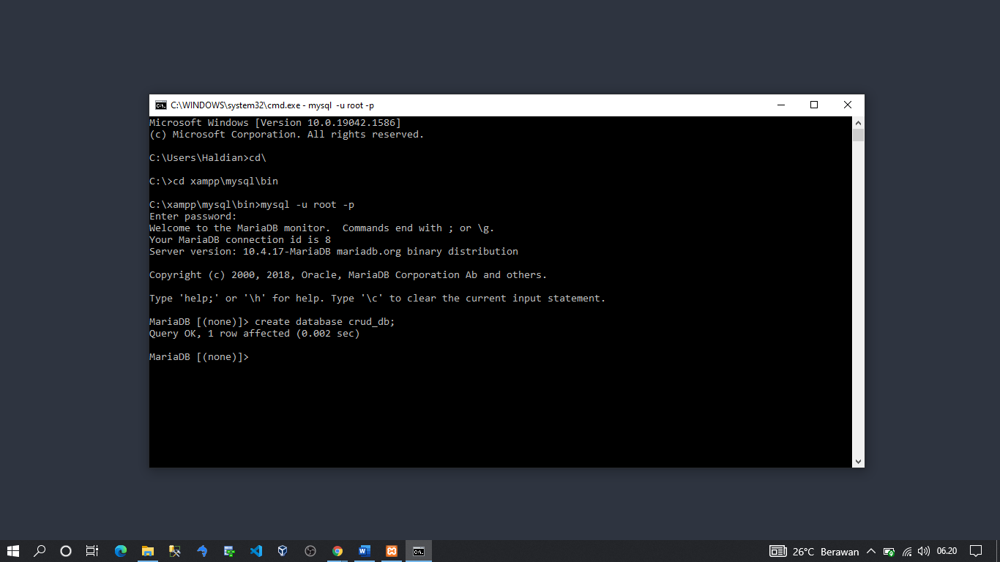 C:\WINDOWS\system32\cmd.exe - mysql  -u root -p
Microsoft Windows [Version 10.0.19042.1586]
(c) Microsoft Corporation. All rights reserved.
C:\Users\Haldian>cd\
C:\>cd xampp\mysql\bin
C:\xampp\mysql\bin>mysql -u root -p
Enter password:
Welcome to the MariaDB monitor.  Commands end with ; or \g.
Your MariaDB connection id is 8
Server version: 10.4.17-MariaDB mariadb.org binary distribution
Copyright (c) 2000, 2018, Oracle, MariaDB Corporation Ab and others.
Type 'help;' or '\h' for help. Type '\c' to clear the current input statement.
MariaDB [(none)]> create database crud_db;
Query OK, 1 row affected (0.002 sec)
MariaDB [(none)]>
26°C  Berawan
06.20